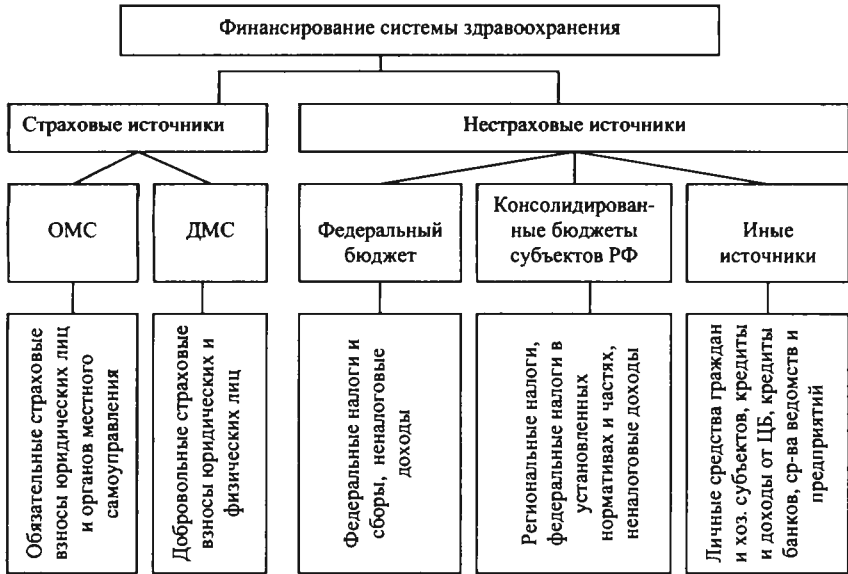 Финансирование системы здравоохранения
Страховые источники
Нестраховые источники
ОМС
ДМС
Федеральный
бюджет
Консолидирован-
ные бюджеты
субъектов РФ
Иные
источники
Обязательные страховые
взносы юридических лиц
и органов местного
самоуправления
Добровольные страховые
взносы юридических и
физических лиц
Федеральные налоги и
сборы, неналоговые
доходы
Региональные налоги,
федеральные налоги в
установленных
нормативах и частях,
неналоговые доходы
Личные средства граждан
и хоз. субъектов, кредиты
и доходы от ЦБ, кредиты
банков, ср-ва ведомств и
предприятий